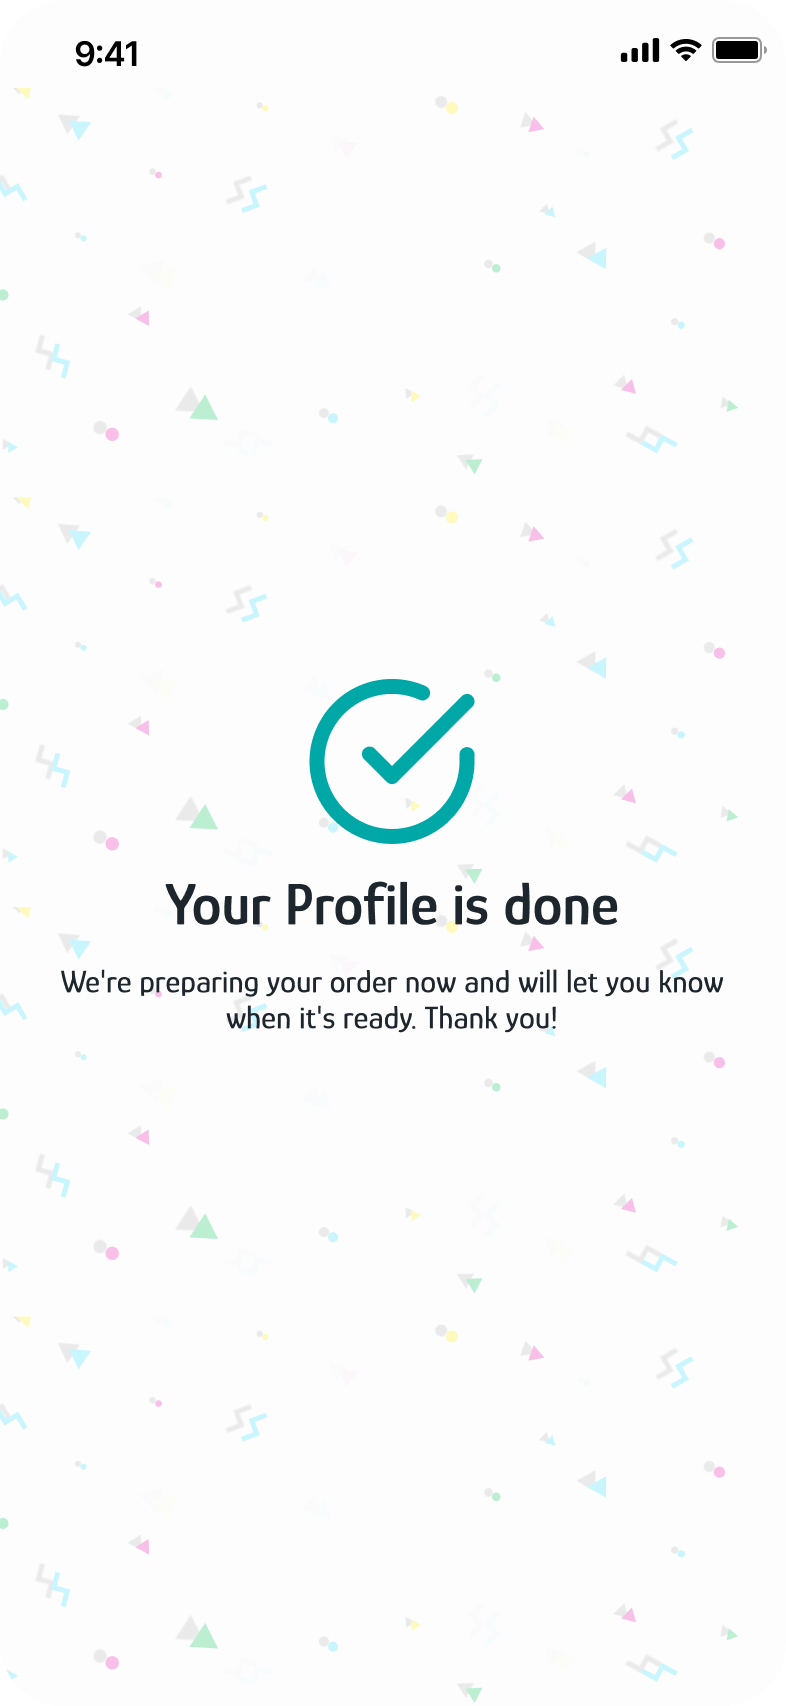 9:41
Your Profile is done
We're preparing your order now and will let you know
when it's ready. Thank you!